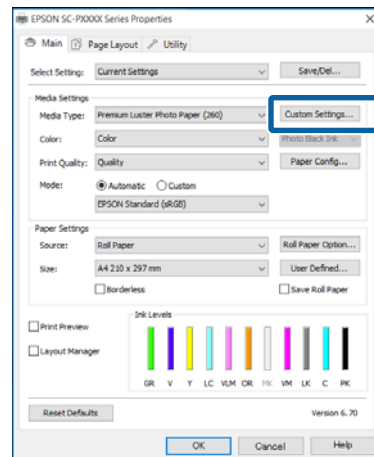 EPSON SC-PXXXX Series Properties
Main Page Layout Utility
Select Setting: Current Settings Save/Del...
Media Settings
Media Type: Premium Luster Photo Paper (260) Custom Settings...
Color: Color Photo Black Ink
Print Quality: Quality Paper Config...
Mode: Automatic Custom
EPSON Standard (sRGB)
Paper Settings
Source: Roll Paper Roll Paper Option...
Size: A4 210 x 297 mm User Defined...
Borderless Save Roll Paper
Ink Levels
Print Preview
Layout Manager
GR V Y LC VLM OR MK VM LK C PK
Reset Defaults Version 6.70
OK Cancel Help